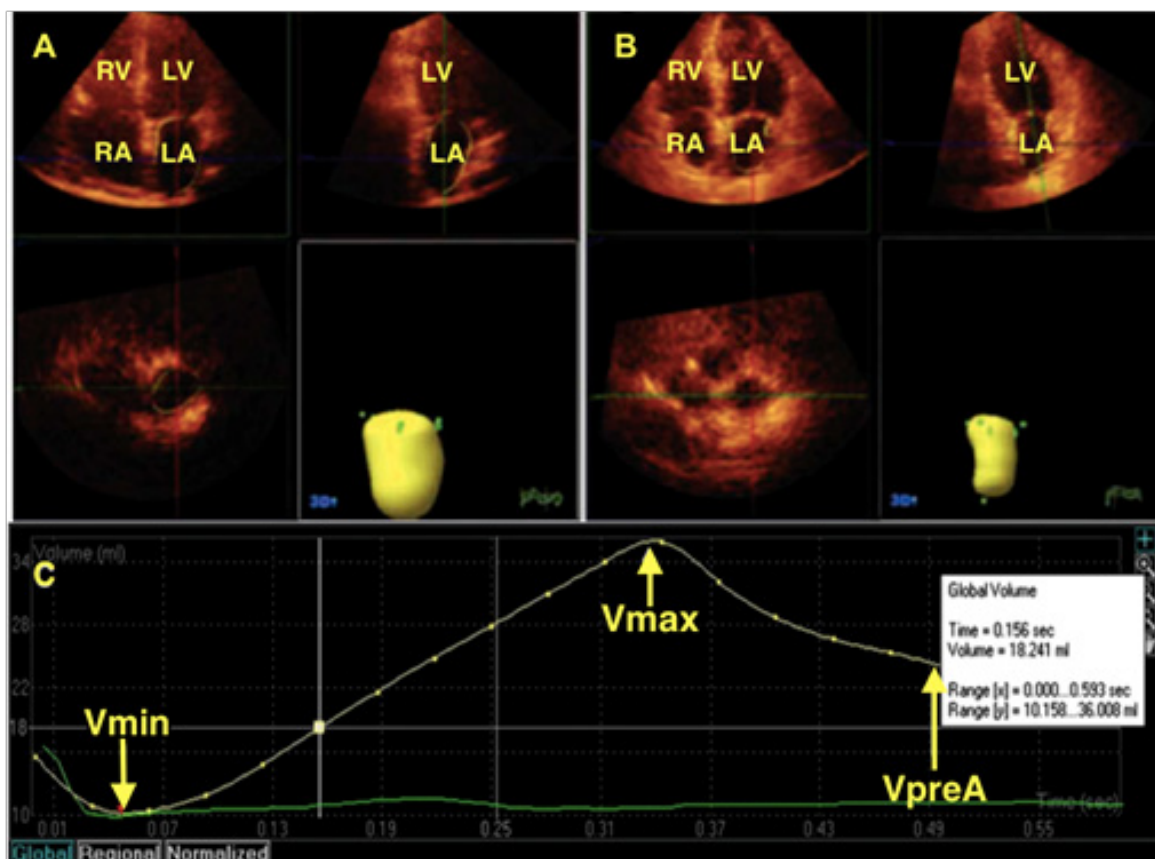 A
RV LV
RA LA
LV
LA
3D
B
RV LV
RA LA
LV
LA
3D
C
Volume (ml)
34
28
22
18
10
Vmin
Vmax
VpreA
Global Volume
Time = 0.156 sec
Volume = 18.241 ml
Range [x] = 0.000...0.593 sec
Range [y] = 10.158...36.008 ml
Time (sec)
0.01 0.07 0.13 0.19 0.25 0.31 0.37 0.43 0.49 0.55
Global Regional Normalized